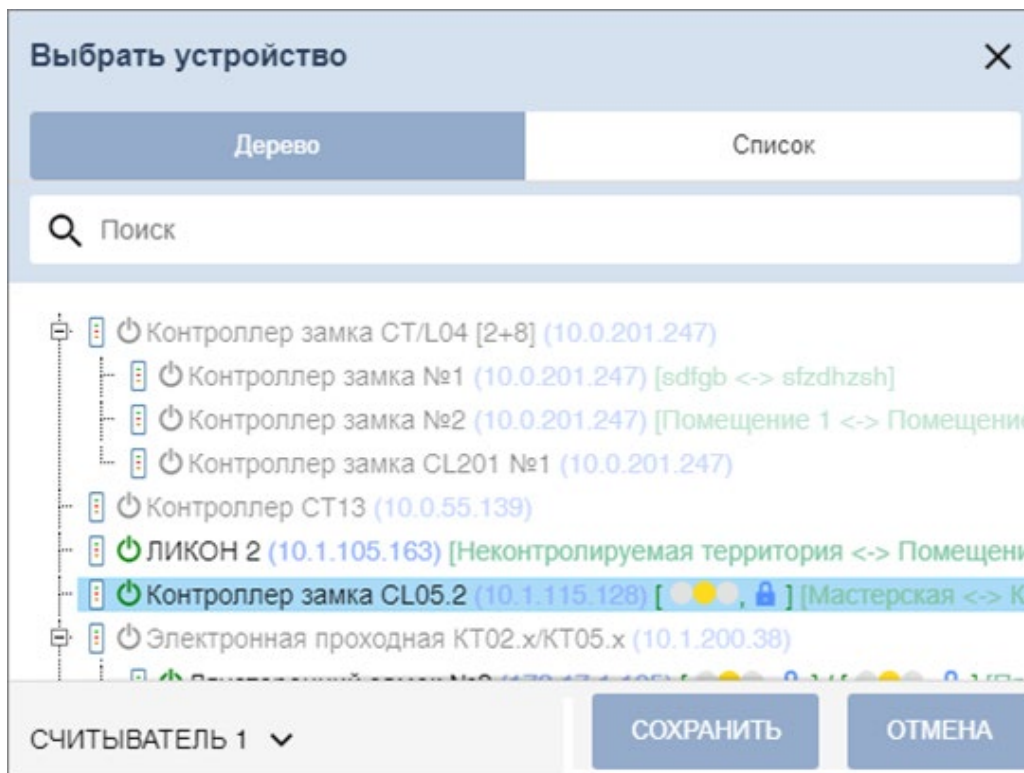 Выбрать устройство
Дерево Список
Поиск
Контроллер замка CT/L04 [2+8] (10.0.201.247)
Контроллер замка №1 (10.0.201.247) [sdfgb <-> sfzdhzsh]
Контроллер замка №2 (10.0.201.247) [Помещение 1 <-> Помещение
Контроллер замка CL201 №1 (10.0.201.247)
Контроллер CT13 (10.0.55.139)
ЛИКОН 2 (10.1.105.163) [Неконтролируемая территория <-> Помещени
Контроллер замка CL05.2 (10.1.115.128) [ , ] [Мастерская <-> К
Электронная проходная КТ02.x/КТ05.x (10.1.200.38)
СЧИТЫВАТЕЛЬ 1 СОХРАНИТЬ ОТМЕНА